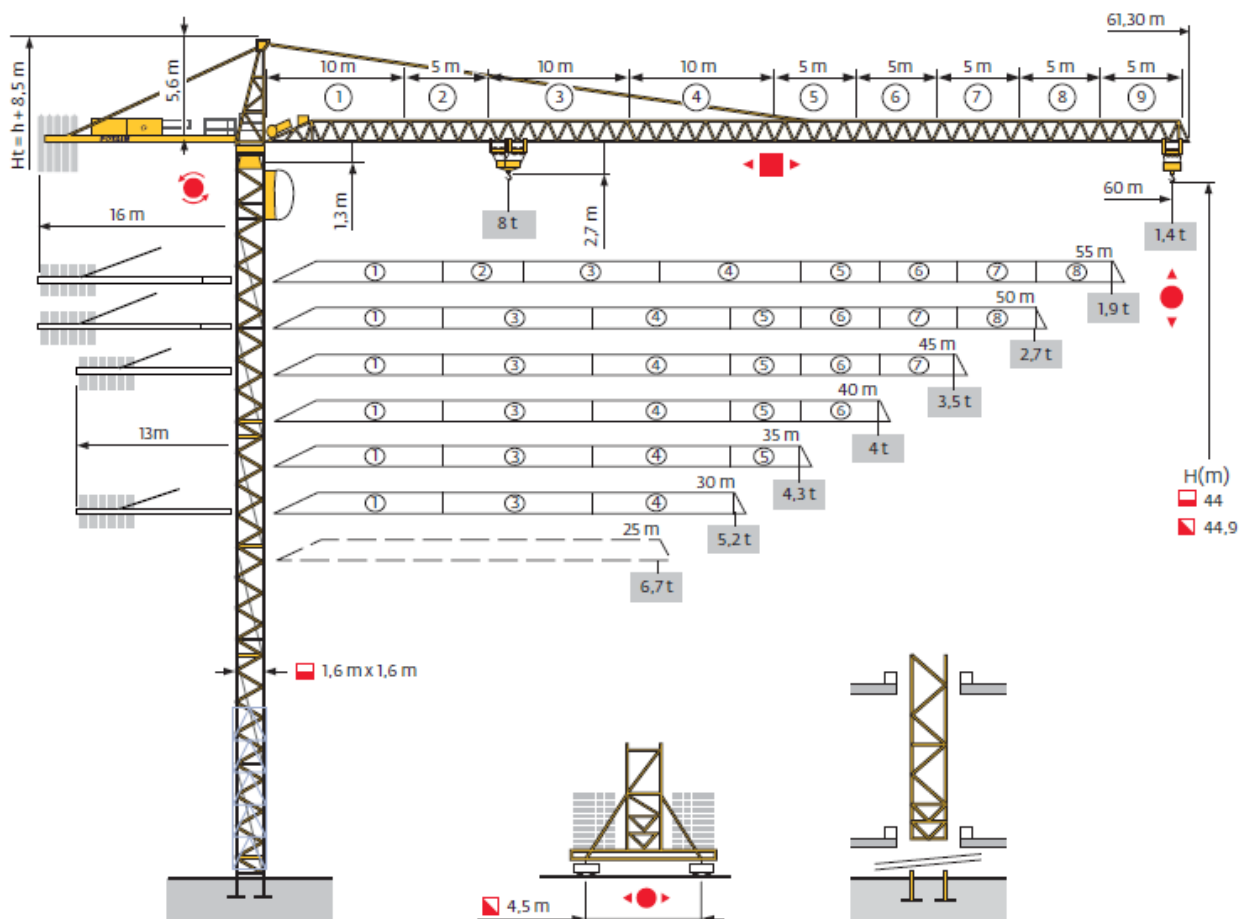 61,30 m
Ht = h + 8,5 m
5,6 m
10 m 5 m 10 m 10 m 5 m 5m 5 m 5 m 5 m
1 2 3 4 5 6 7 8 9
POTAIN
1,3 m
8 t
2,7 m
60 m
1,4 t
16 m
55 m
1 2 3 4 5 6 7 8
1,9 t
50 m
1 3 4 5 6 7 8
2,7 t
45 m
1 3 4 5 6 7
3,5 t
40 m
1 3 4 5 6
4 t
13m
35 m
1 3 4 5
4,3 t
30 m
1 3 4
5,2 t
25 m
6,7 t
H(m)
44
44,9
1,6 m x 1,6 m
4,5 m